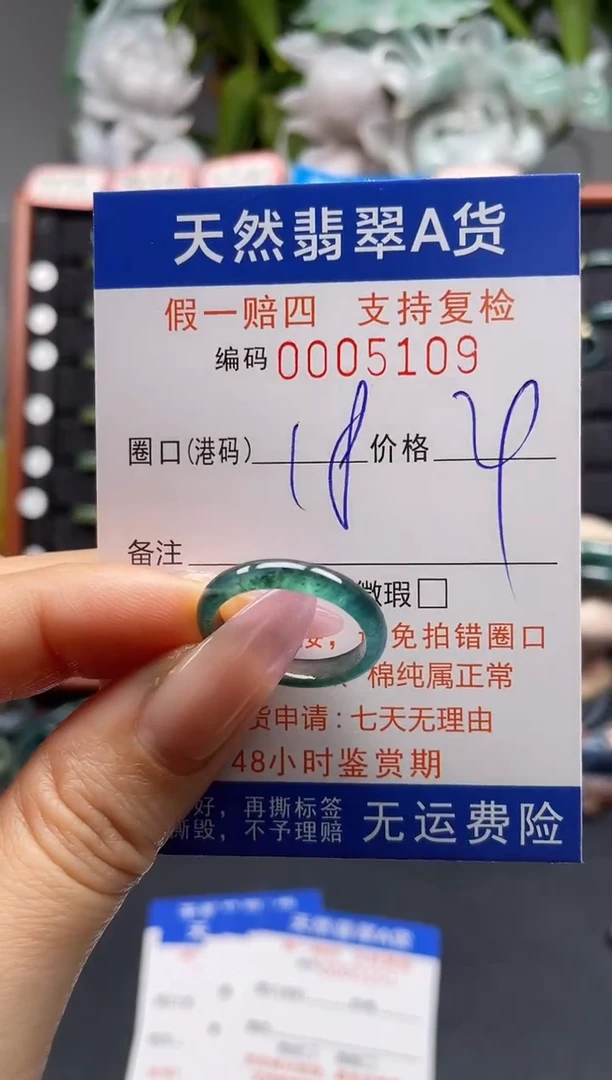 天然翡翠A货
假一赔四 支持复检
编码 0005109
圈口(港码) 18 价格
备注
微瑕□
免拍错圈口
棉纯属正常
货申请:七天无理由
48小时鉴赏期
好，再撕标签
撕毁，不予理赔
无运费险